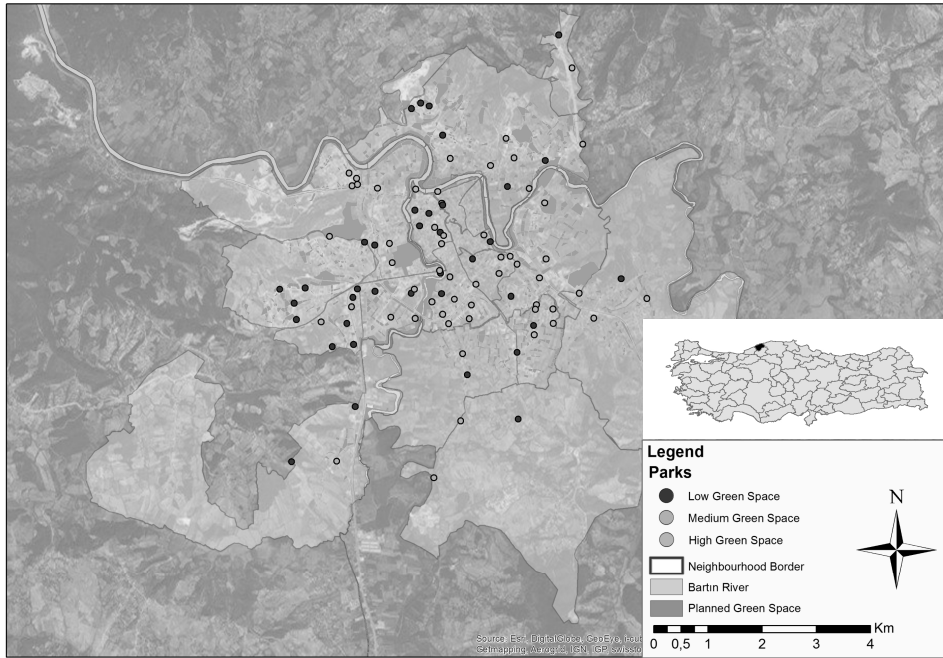 N
Legend
Parks
Low Green Space
Medium Green Space
High Green Space
Neighbourhood Border
Bartın River
Planned Green Space
Km
0 0,5 1 2 3 4
Source: Esri, DigitalGlobe, GeoEye,
Getmapping, Aerogrid, IGN, IGP, swissto